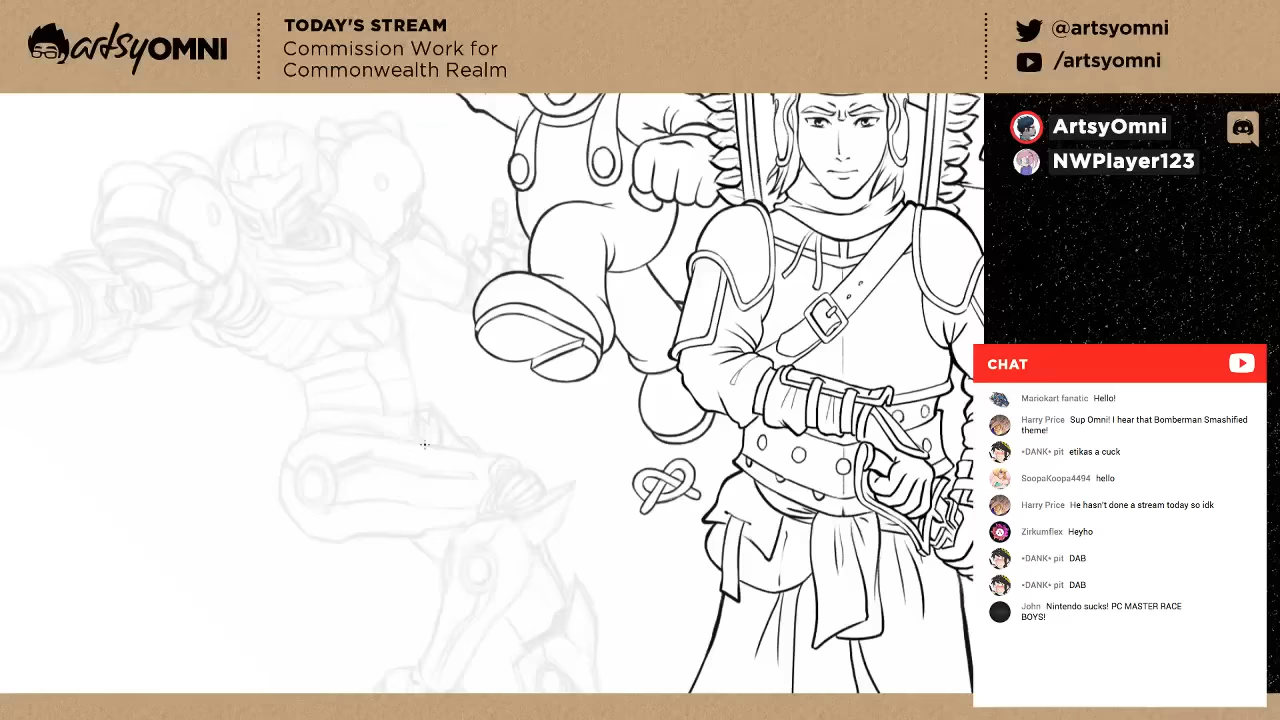 artsyOMNI
TODAY'S STREAM
Commission Work for
Commonwealth Realm
@artsyomni
/artsyomni
ArtsyOmni
NWPlayer123
CHAT
Mariokart fanatic Hello!
Harry Price Sup Omni! I hear that Bomberman Smashified
theme!
•DANK• pit etikas a cuck
SoopaKoopa4494 hello
Harry Price He hasn't done a stream today so idk
Zirkumflex Heyho
•DANK• pit DAB
•DANK• pit DAB
John Nintendo sucks! PC MASTER RACE
BOYS!